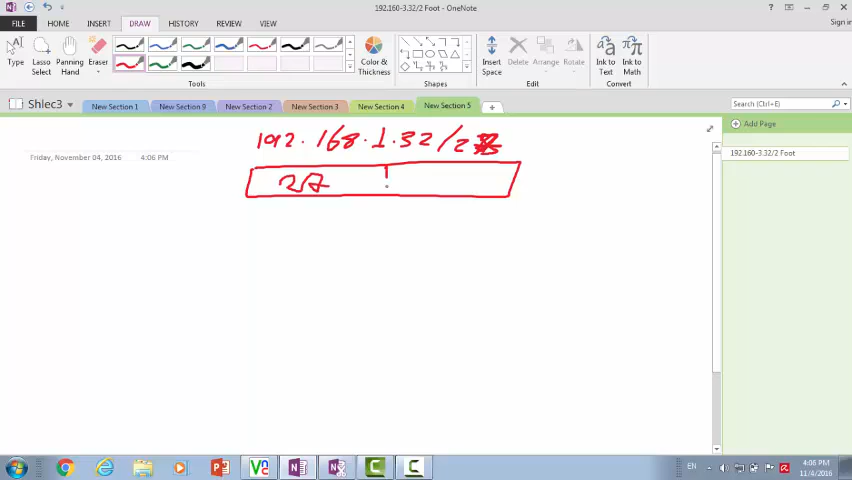 192.160-3.32/2 Foot — OneNote
FILE HOME INSERT DRAW HISTORY REVIEW VIEW Sign in
Type Lasso Select Panning Hand Eraser Color & Thickness Insert Space Delete Arrange Rotate Ink to Text Ink to Math
Tools Shapes Edit Convert
Shlec3 New Section 1 New Section 9 New Section 2 New Section 3 New Section 4 New Section 5 Search (Ctrl+E)
Add Page
192.160-3.32/2 Foot
Friday, November 04, 2016 4:06 PM
192.168.1.32/2
27
EN 4:06 PM
11/4/2016